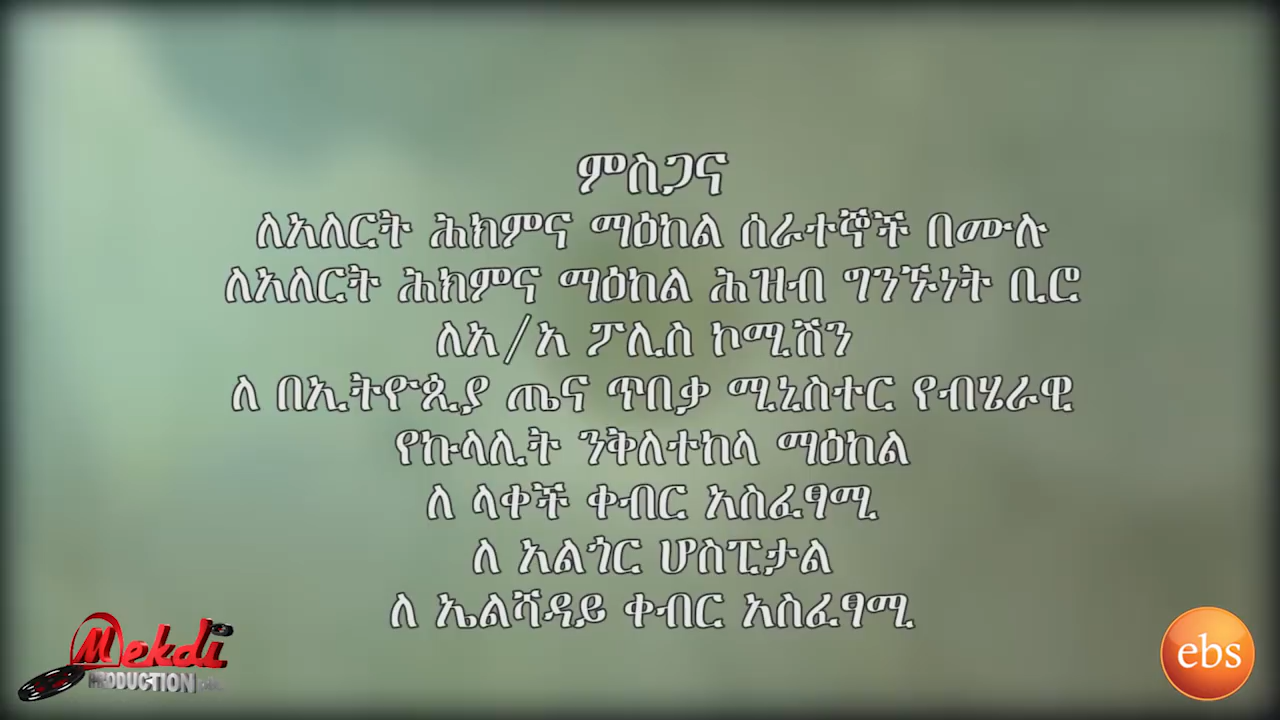 ምስጋና
ለአለርት ሕክምና ማዕከል ሰራተኞች በሙሉ
ለአለርት ሕክምና ማዕከል ሕዝብ ግንኙነት ቢሮ
ለአ/አ ፖሊስ ኮሚሽን
ለ በኢትዮጲያ ጤና ጥበቃ ሚኒስተር የብሄራዊ
የኩላሊት ንቅለተከላ ማዕከል
ለ ላቀች ቀብር አስፈፃሚ
ለ አልጎር ሆስፒታል
ለ ኤልሻዳይ ቀብር አስፈፃሚ
Mekdi
PRODUCTION
ebs